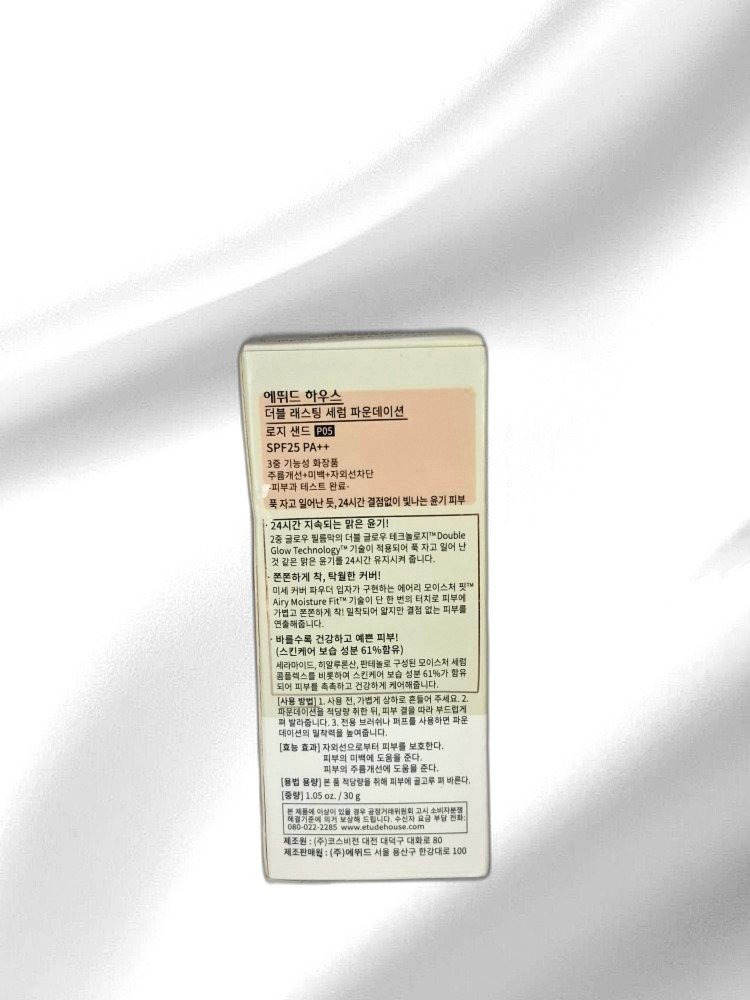 에뛰드 하우스
더블 래스팅 세럼 파운데이션
로지 샌드 P05
SPF25 PA++
3중 기능성 화장품
주름개선+미백+자외선차단
-피부과 테스트 완료-
푹 자고 일어난 듯, 24시간 결점없이 빛나는 윤기 피부
· 24시간 지속되는 맑은 윤기!
2중 글로우 필름막의 더블 글로우 테크놀로지™Double
Glow Technology™ 기술이 적용되어 푹 자고 일어 난
것 같은 맑은 윤기를 24시간 유지시켜 줍니다.
· 쫀쫀하게 착, 탁월한 커버!
미세 커버 파우더 입자가 구현하는 에어리 모이스처 핏™
Airy Moisture Fit™ 기술이 단 한 번의 터치로 피부에
가볍고 쫀쫀하게 착! 밀착되어 얇지만 결점 없는 피부를
연출해줍니다.
· 바를수록 건강하고 예쁜 피부!
(스킨케어 보습 성분 61%함유)
세라마이드, 히알루론산, 판테놀로 구성된 모이스처 세럼
콤플렉스를 비롯하여 스킨케어 보습 성분 61%가 함유
되어 피부를 촉촉하고 건강하게 케어해줍니다.
[사용 방법] 1. 사용 전, 가볍게 상하로 흔들어 주세요. 2.
파운데이션을 적당량 취한 뒤, 피부 결을 따라 부드럽게
펴 발라줍니다. 3. 전용 브러쉬나 퍼프를 사용하면 파운
데이션의 밀착력을 높여줍니다.
[효능 효과] 자외선으로부터 피부를 보호한다.
피부의 미백에 도움을 준다.
피부의 주름개선에 도움을 준다.
[용법 용량] 본 품 적당량을 취해 피부에 골고루 펴 바른다.
[중량] 1.05 oz. / 30 g
본 제품에 이상이 있을 경우 공정거래위원회 고시 소비자분쟁
해결기준에 의거 보상해 드립니다. 수신자 요금 부담 전화:
080-022-2285 www.etudehouse.com
제조원 : (주)코스비전 대전 대덕구 대화로 80
제조판매원 : (주)에뛰드 서울 용산구 한강대로 100